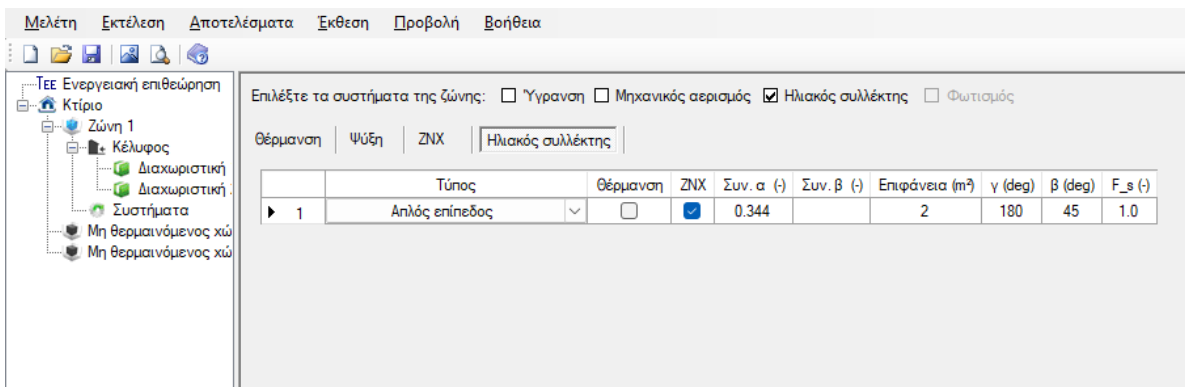 Μελέτη Εκτέλεση Αποτελέσματα Έκθεση Προβολή Βοήθεια
ΤΕΕ Ενεργειακή επιθεώρηση
Κτίριο
Ζώνη 1
Κέλυφος
Διαχωριστική
Διαχωριστική
Συστήματα
Μη θερμαινόμενος χώ
Μη θερμαινόμενος χώ
Επιλέξτε τα συστήματα της ζώνης: Ύγρανση Μηχανικός αερισμός Ηλιακός συλλέκτης Φωτισμός
Θέρμανση Ψύξη ΖΝΧ Ηλιακός συλλέκτης
Τύπος Θέρμανση ΖΝΧ Συν. α (-) Συν. β (-) Επιφάνεια (m²) γ (deg) β (deg) F_s (-)
1 Απλός επίπεδος 0.344 2 180 45 1.0